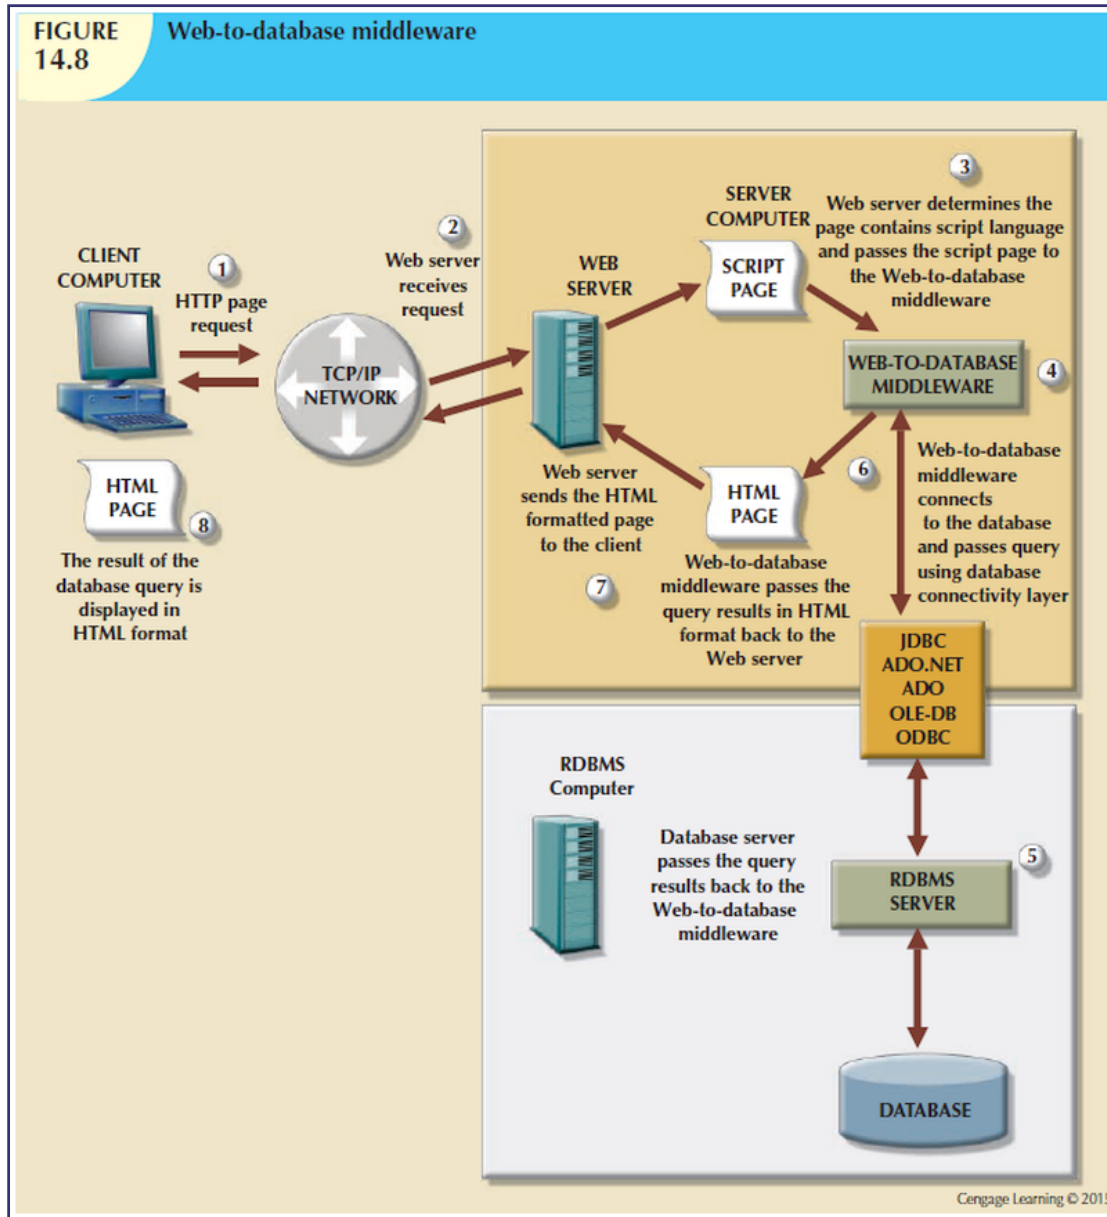 FIGURE
14.8
Web-to-database middleware
CLIENT
COMPUTER
1
HTTP page
request
TCP/IP
NETWORK
2
Web server
receives
request
WEB
SERVER
SERVER
COMPUTER
SCRIPT
PAGE
3
Web server determines the
page contains script language
and passes the script page to
the Web-to-database
middleware
WEB-TO-DATABASE
MIDDLEWARE
4
Web-to-database
middleware
connects
to the database
and passes query
using database
connectivity layer
JDBC
ADO.NET
ADO
OLE-DB
ODBC
RDBMS
Computer
Database server
passes the query
results back to the
Web-to-database
middleware
5
RDBMS
SERVER
DATABASE
6
HTML
PAGE
Web-to-database
middleware passes the
query results in HTML
format back to the
Web server
Web server
sends the HTML
formatted page
to the client
7
HTML
PAGE
8
The result of the
database query is
displayed in
HTML format
Cengage Learning © 2015